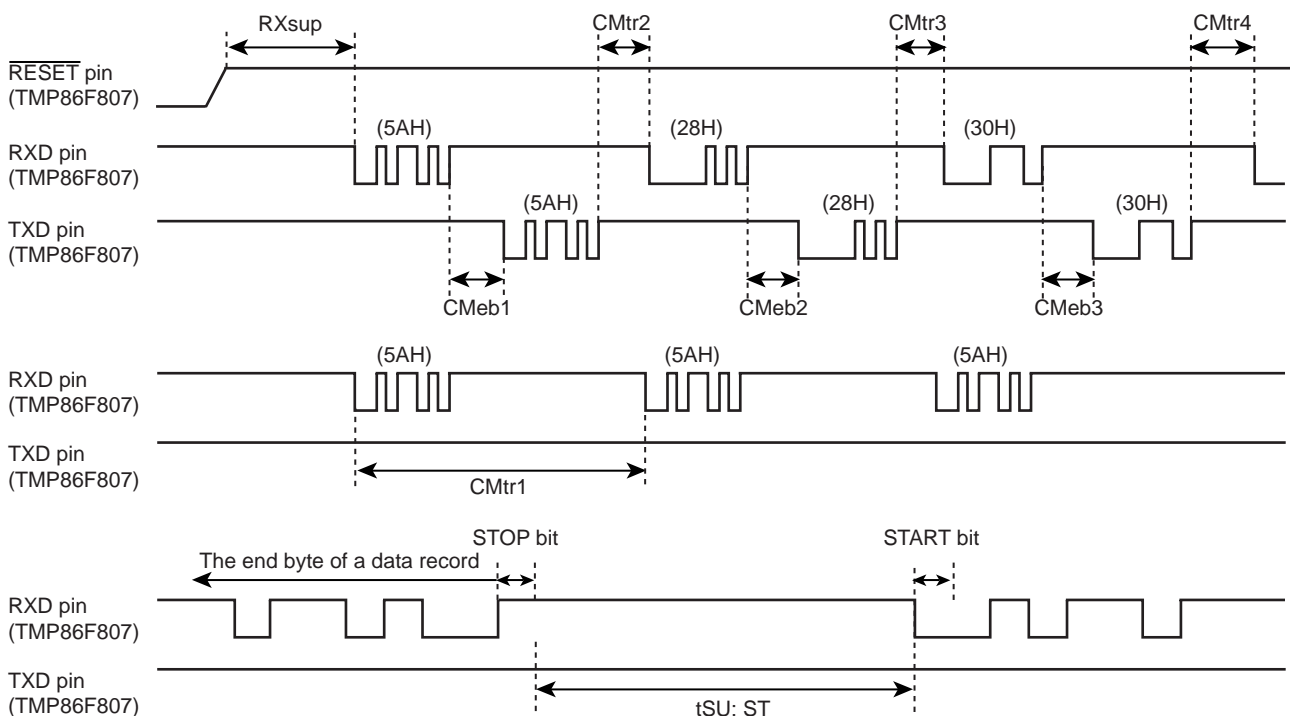 RXsup CMtr2 CMtr3 CMtr4
RESET pin
(TMP86F807)
(5AH) (28H) (30H)
RXD pin
(TMP86F807)
(5AH) (28H) (30H)
TXD pin
(TMP86F807)
CMeb1 CMeb2 CMeb3
(5AH) (5AH) (5AH)
RXD pin
(TMP86F807)
TXD pin
(TMP86F807)
CMtr1
STOP bit START bit
The end byte of a data record
RXD pin
(TMP86F807)
TXD pin
(TMP86F807)
tSU; ST